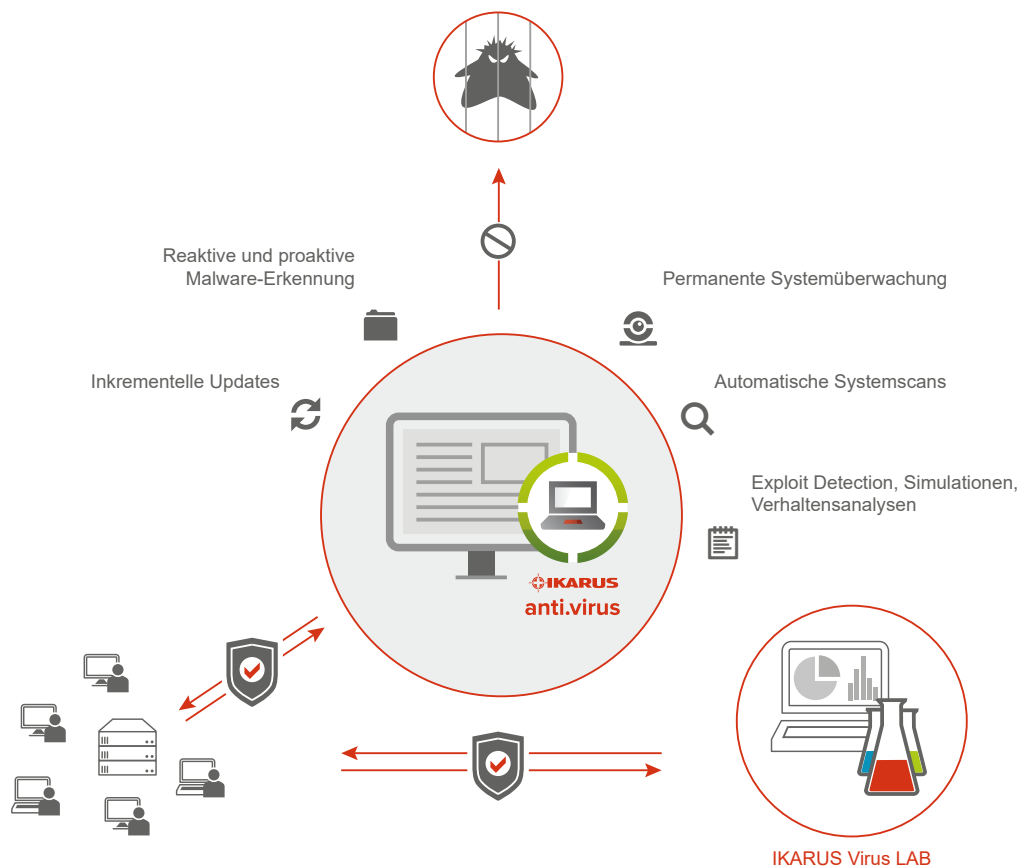 Reaktive und proaktive
Malware-Erkennung
Permanente Systemüberwachung
Inkrementelle Updates
Automatische Systemscans
Exploit Detection, Simulationen,
Verhaltensanalysen
IKARUS
anti.virus
IKARUS Virus LAB